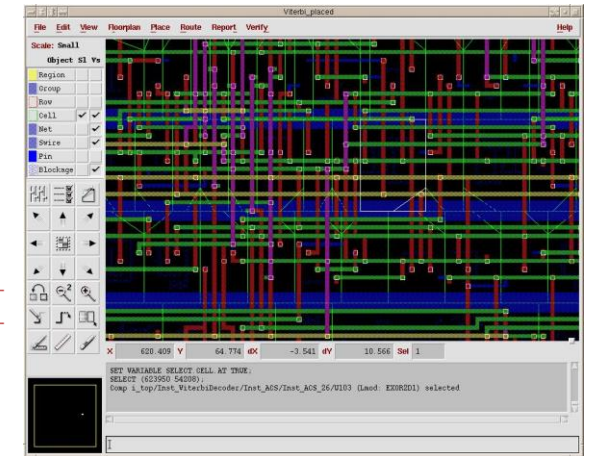 Viterbi_placed
File Edit View Floorplan Place Route Report Verify Help
Scale: Small
Object Sl Vs
Region
Group
Row
Cell
Net
Swire
Pin
Blockage
X 620.409 Y 64.774 dX -3.541 dY 10.566 Sel 1
SET VARIABLE SELECT.CELL.AT TRUE;
SELECT (623950 54208);
Comp i_top/Inst_ViterbiDecoder/Inst_ACS/Inst_ACS_26/U103 (Lmod: EXOR2D1) selected